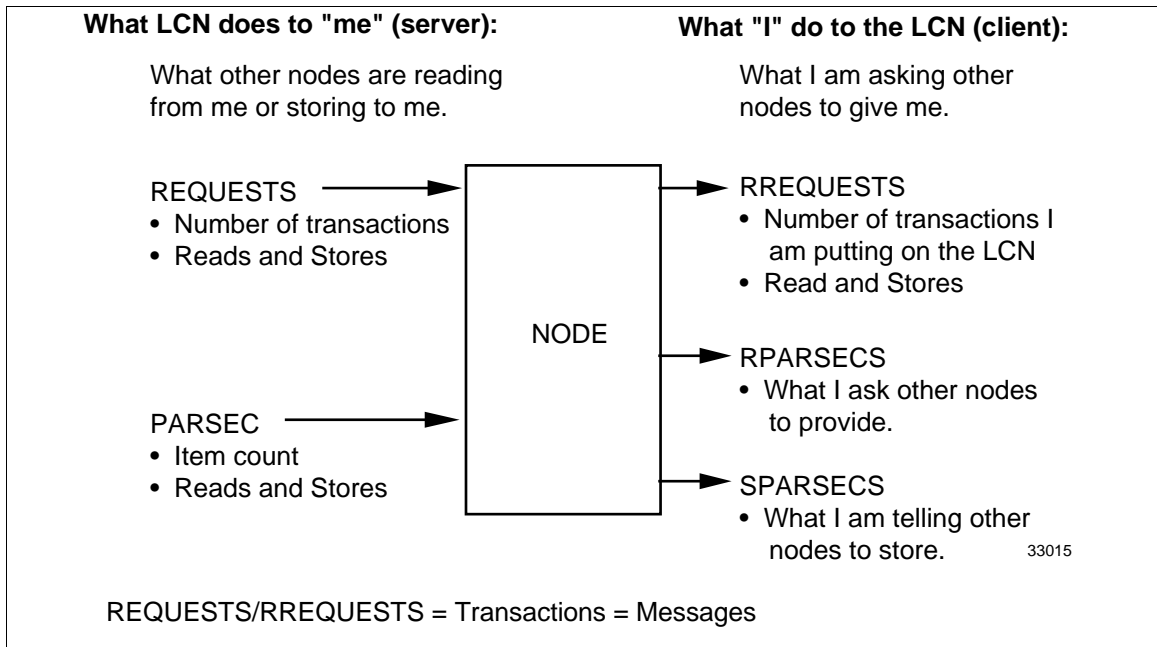 What LCN does to "me" (server):
What other nodes are reading
from me or storing to me.
REQUESTS
• Number of transactions
• Reads and Stores
PARSEC
• Item count
• Reads and Stores
NODE
What "I" do to the LCN (client):
What I am asking other
nodes to give me.
RREQUESTS
• Number of transactions I
am putting on the LCN
• Read and Stores
RPARSECS
• What I ask other nodes
to provide.
SPARSECS
• What I am telling other
nodes to store.
33015
REQUESTS/RREQUESTS = Transactions = Messages